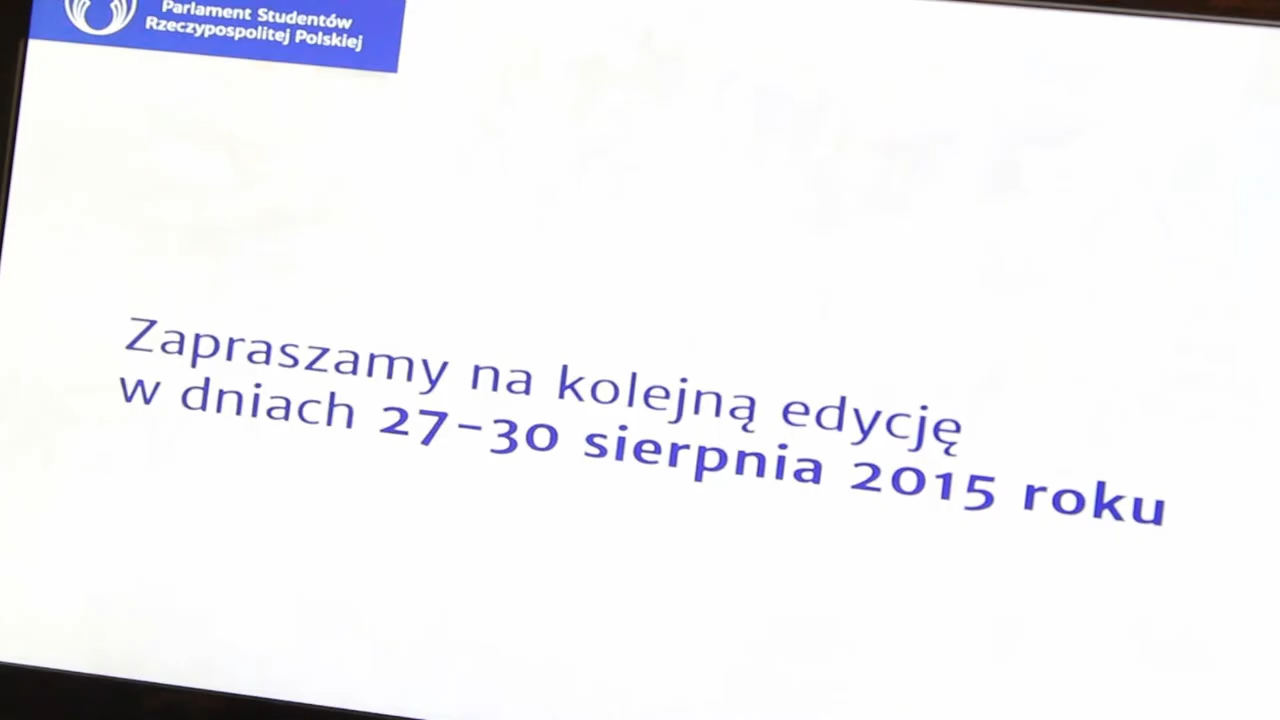 Parlament Studentów
Rzeczypospolitej Polskiej
Zapraszamy na kolejną edycję
w dniach 27–30 sierpnia 2015 roku